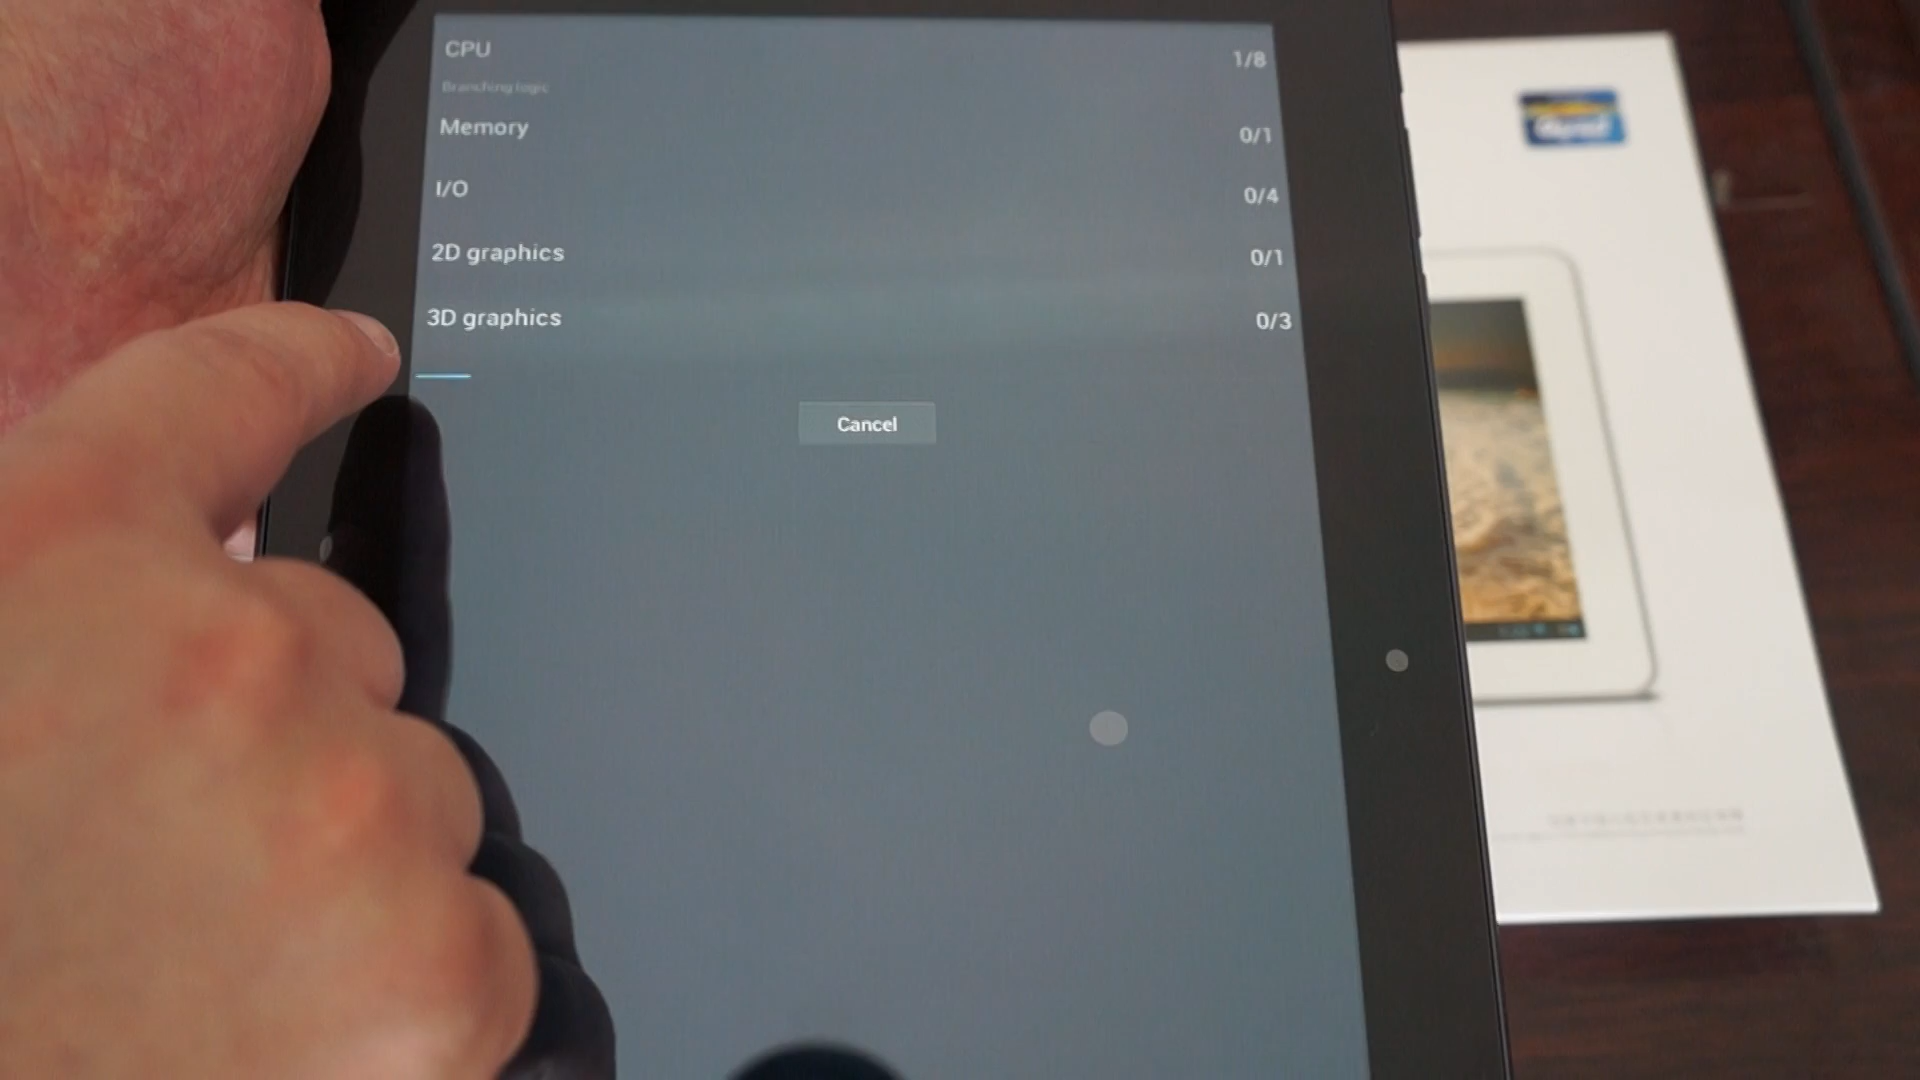 CPU 1/8
Branching logic
Memory 0/1
I/O 0/4
2D graphics 0/1
3D graphics 0/3
Cancel